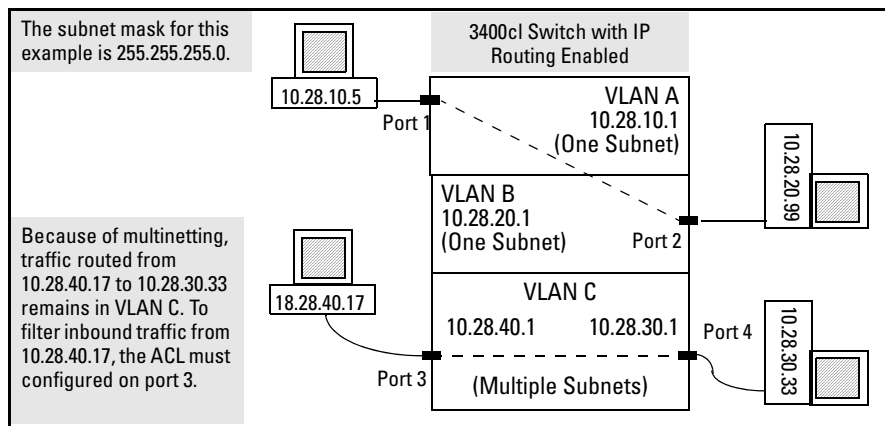 The subnet mask for this
example is 255.255.255.0.
3400cl Switch with IP
Routing Enabled
10.28.10.5
Port 1
VLAN A
10.28.10.1
(One Subnet)
10.28.20.99
VLAN B
10.28.20.1
(One Subnet)
Port 2
Because of multinetting,
traffic routed from
10.28.40.17 to 10.28.30.33
remains in VLAN C. To
filter inbound traffic from
10.28.40.17, the ACL must
configured on port 3.
18.28.40.17
Port 3
VLAN C
10.28.40.1 10.28.30.1
(Multiple Subnets)
Port 4
10.28.30.33